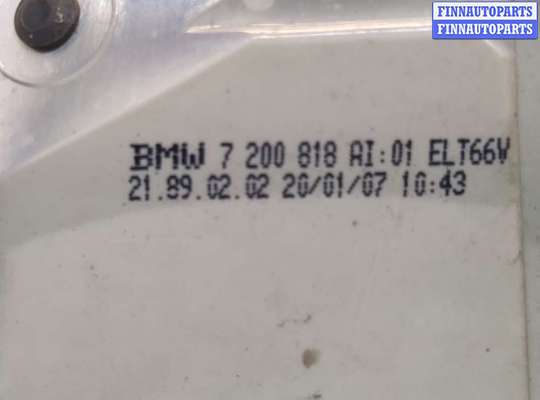 FINNAUTOPARTS
FINNAUTOPARTS
BMW 7 200 818 AI:01 ELT66V
21.89.02.02 20/01/07 10:43